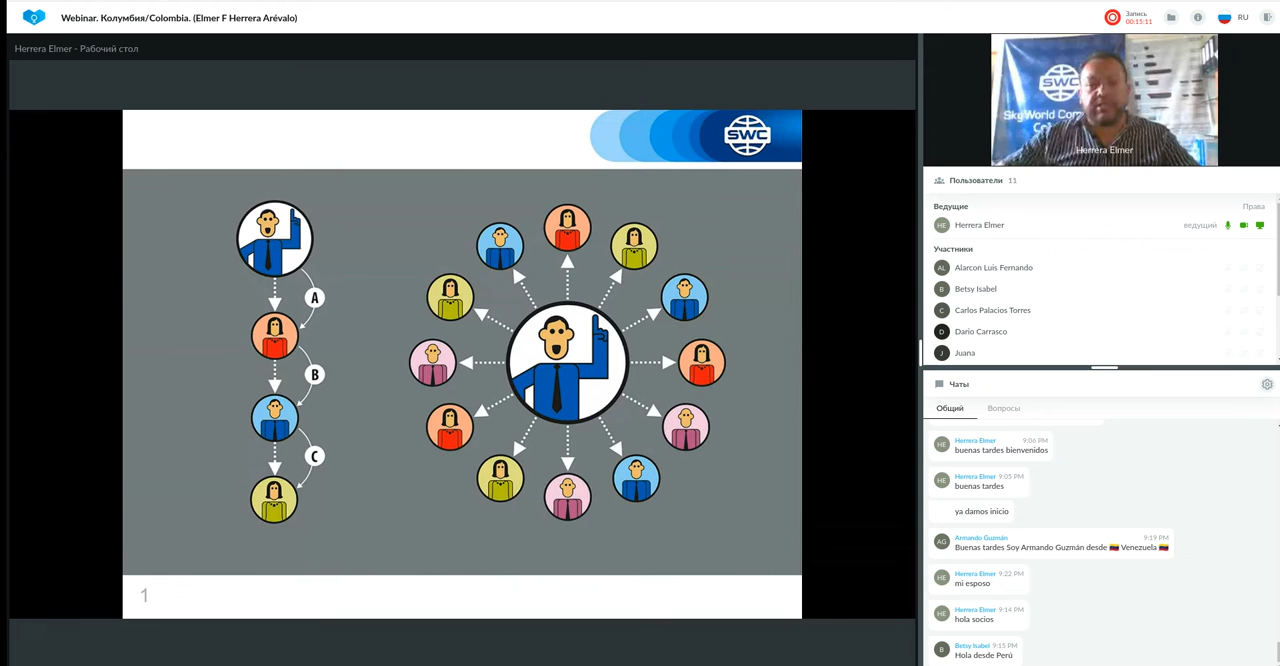 Webinar. Колумбия/Colombia. (Elmer F Herrera Arévalo)
Запись
00:15:11
RU
Herrera Elmer - Рабочий стол
SWC
A
B
C
1
SWC
SkyWorld
Herrera Elmer
Пользователи 11
Ведущие Права
HE Herrera Elmer ведущий
Участники
AL Alarcon Luis Fernando
B Betsy Isabel
C Carlos Palacios Torres
D Dario Carrasco
J Juana
Чаты
Общий Вопросы
HE Herrera Elmer 9:06 PM
buenas tardes bienvenidos
HE Herrera Elmer 9:05 PM
buenas tardes
ya damos inicio
AG Armando Guzmán 9:19 PM
Buenas tardes Soy Armando Guzmán desde 🇻🇪 Venezuela 🇻🇪
HE Herrera Elmer 9:22 PM
mi esposo
HE Herrera Elmer 9:14 PM
hola socios
B Betsy Isabel 9:15 PM
Hola desde Perú